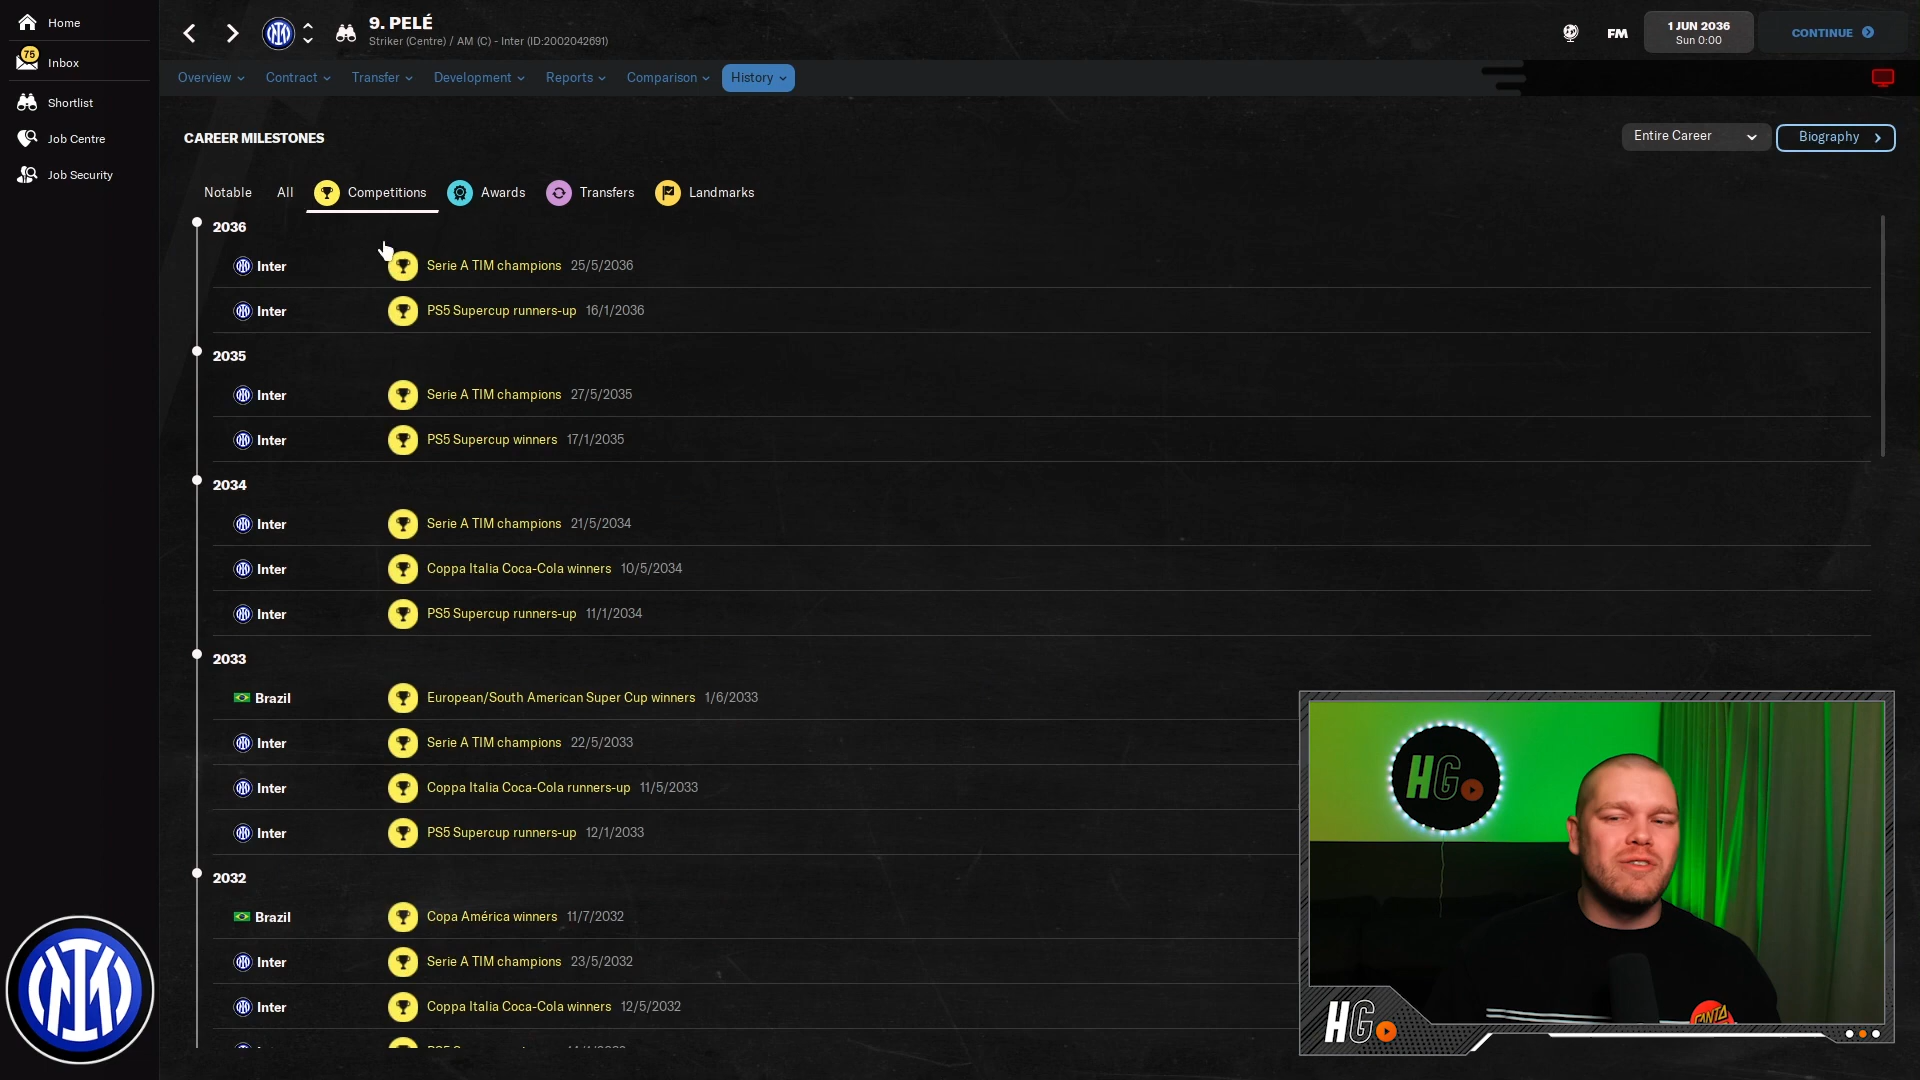 Home
75
Inbox
Shortlist
Job Centre
Job Security
9. PELÉ
Striker (Centre) / AM (C) - Inter (ID:2002042691)
FM
1 JUN 2036
Sun 0:00
CONTINUE
Overview
Contract
Transfer
Development
Reports
Comparison
History
CAREER MILESTONES
Entire Career
Biography
Notable
All
Competitions
Awards
Transfers
Landmarks
2036
Inter Serie A TIM champions 25/5/2036
Inter PS5 Supercup runners-up 16/1/2036
2035
Inter Serie A TIM champions 27/5/2035
Inter PS5 Supercup winners 17/1/2035
2034
Inter Serie A TIM champions 21/5/2034
Inter Coppa Italia Coca-Cola winners 10/5/2034
Inter PS5 Supercup runners-up 11/1/2034
2033
Brazil European/South American Super Cup winners 1/6/2033
Inter Serie A TIM champions 22/5/2033
Inter Coppa Italia Coca-Cola runners-up 11/5/2033
Inter PS5 Supercup runners-up 12/1/2033
2032
Brazil Copa América winners 11/7/2032
Inter Serie A TIM champions 23/5/2032
Inter Coppa Italia Coca-Cola winners 12/5/2032
HG
HG